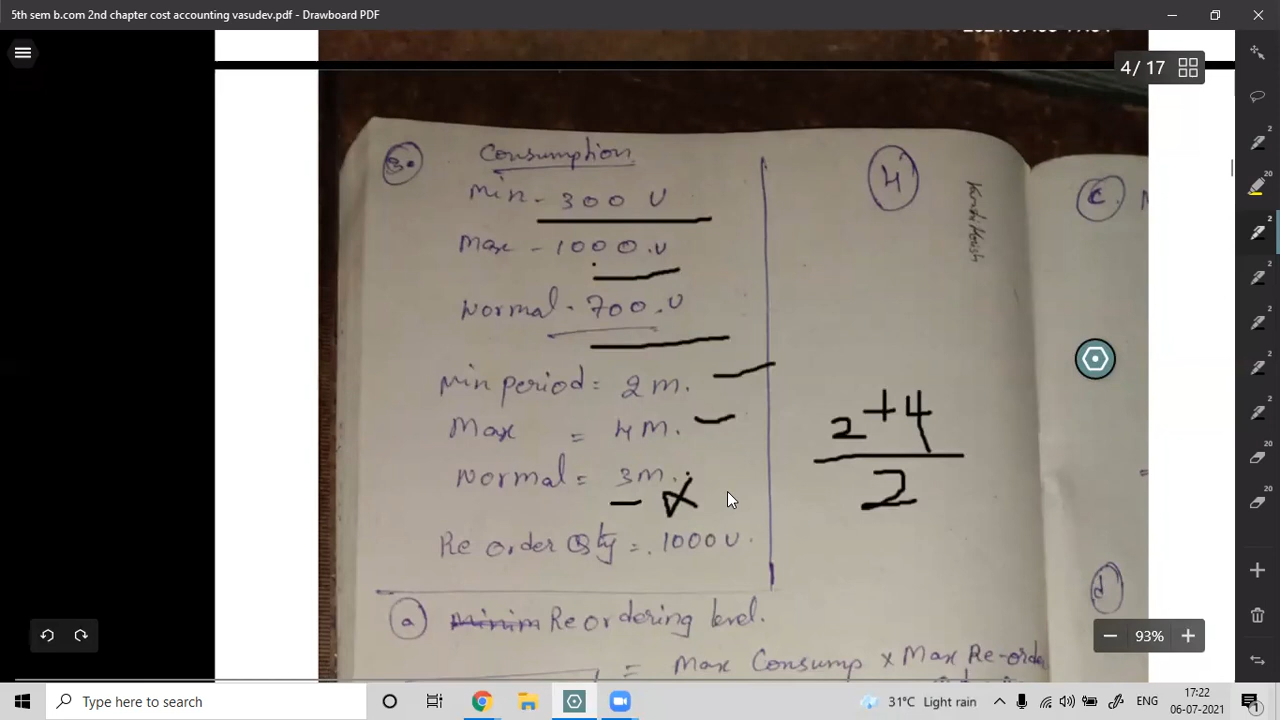 5th sem b.com 2nd chapter cost accounting vasudev.pdf - Drawboard PDF
4 / 17
3.
Consumption
Min - 300 U
Max - 1000.U
Normal - 700.U
Min period = 2 M.
Max = 4 M.
Normal = 3 M.
Re order Qty = 1000 U.
a Reordering level.
= Max Consump x Max Re-order
4
2+4
2
c
d
93%
Type here to search
31°C Light rain
ENG
17:22
06-07-2021